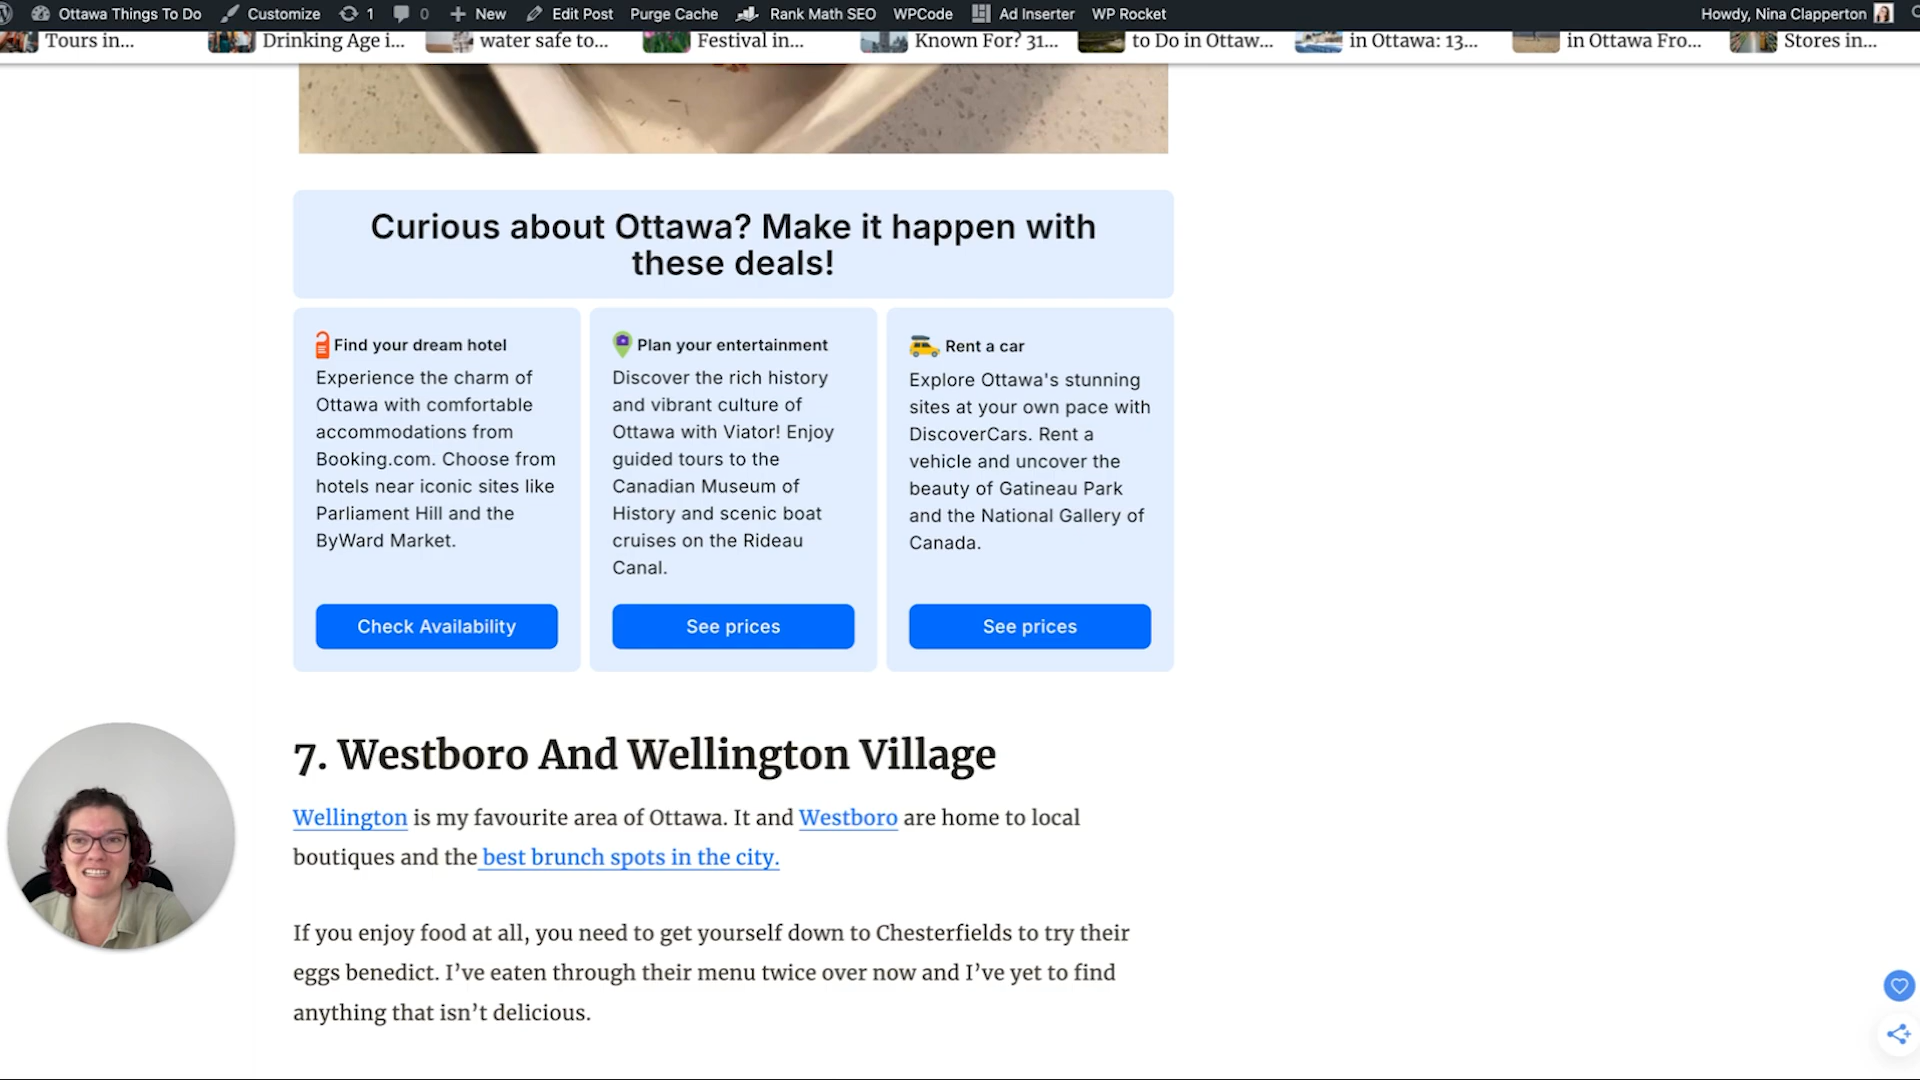 Ottawa Things To Do Customize 1 0 New Edit Post Purge Cache Rank Math SEO WPCode Ad Inserter WP Rocket Howdy, Nina Clapperton
Tours in... Drinking Age i... water safe to... Festival in... Known For? 31... to Do in Ottaw... in Ottawa: 13... in Ottawa Fro... Stores in...
Curious about Ottawa? Make it happen with
these deals!
Find your dream hotel
Experience the charm of
Ottawa with comfortable
accommodations from
Booking.com. Choose from
hotels near iconic sites like
Parliament Hill and the
ByWard Market.
Check Availability
Plan your entertainment
Discover the rich history
and vibrant culture of
Ottawa with Viator! Enjoy
guided tours to the
Canadian Museum of
History and scenic boat
cruises on the Rideau
Canal.
See prices
Rent a car
Explore Ottawa's stunning
sites at your own pace with
DiscoverCars. Rent a
vehicle and uncover the
beauty of Gatineau Park
and the National Gallery of
Canada.
See prices
7. Westboro And Wellington Village
Wellington is my favourite area of Ottawa. It and Westboro are home to local
boutiques and the best brunch spots in the city.
If you enjoy food at all, you need to get yourself down to Chesterfields to try their
eggs benedict. I’ve eaten through their menu twice over now and I’ve yet to find
anything that isn’t delicious.